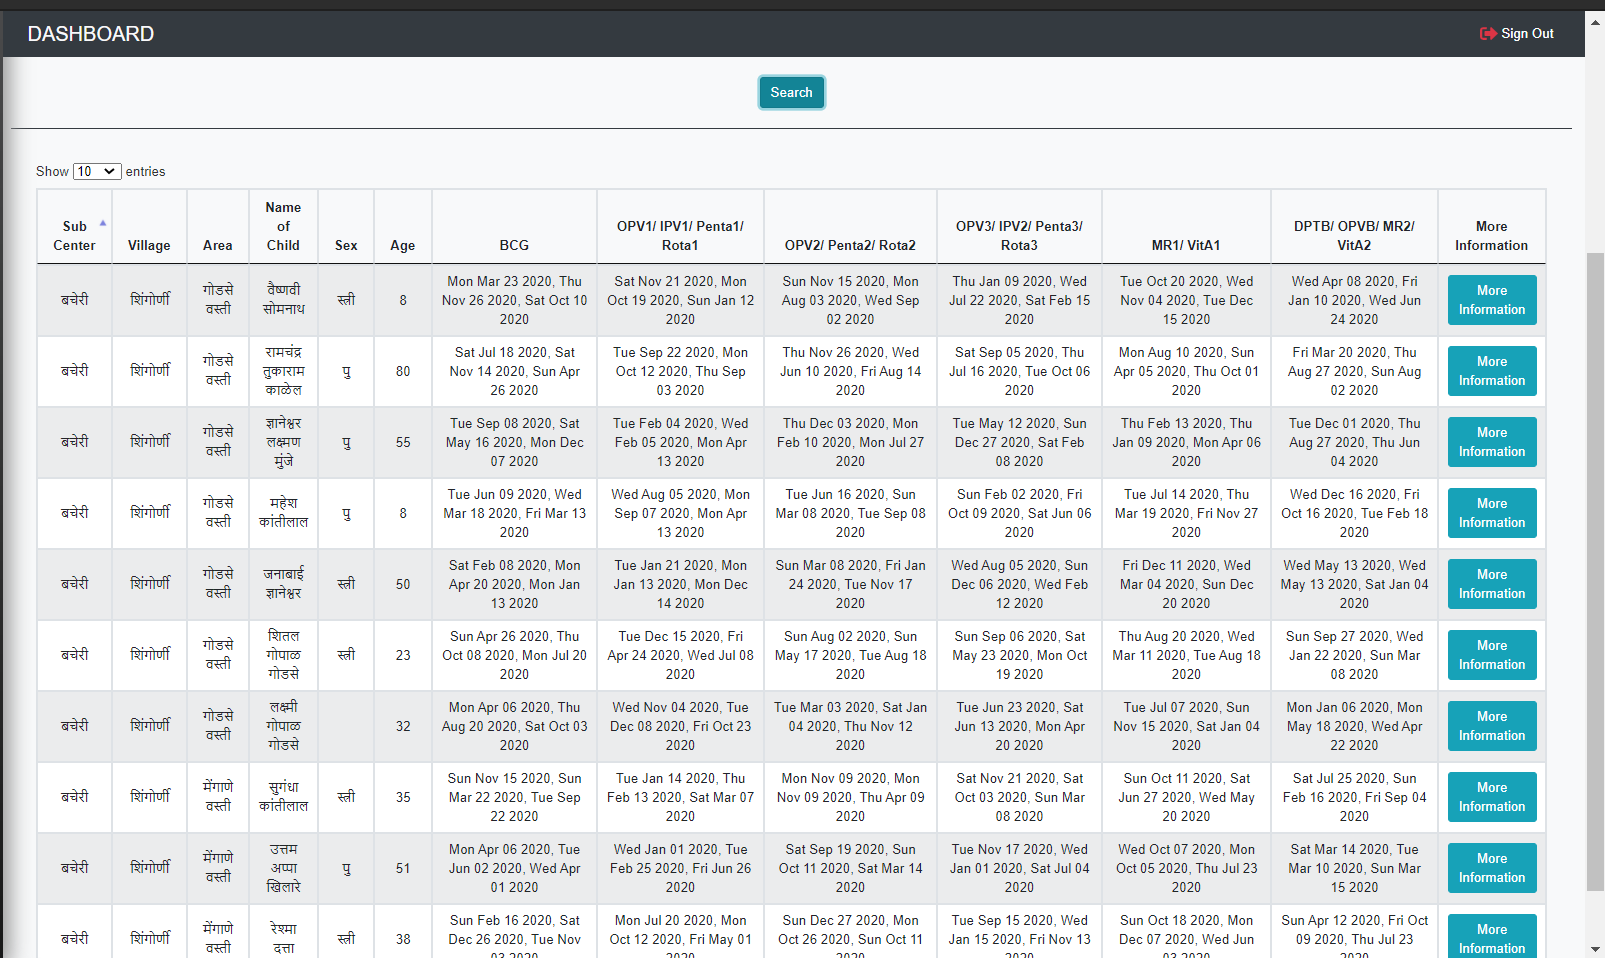 DASHBOARD
Sign Out
Search
Show 10 entries
Sub Center Village Area Name of Child Sex Age BCG OPV1/ IPV1/ Penta1/ Rota1 OPV2/ Penta2/ Rota2 OPV3/ IPV2/ Penta3/ Rota3 MR1/ VitA1 DPTB/ OPVB/ MR2/ VitA2 More Information
बचेरी शिंगोर्णी गोडसे वस्ती वैष्णवी सोमनाथ स्त्री 8 Mon Mar 23 2020, Thu Nov 26 2020, Sat Oct 10 2020 Sat Nov 21 2020, Mon Oct 19 2020, Sun Jan 12 2020 Sun Nov 15 2020, Mon Aug 03 2020, Wed Sep 02 2020 Thu Jan 09 2020, Wed Jul 22 2020, Sat Feb 15 2020 Tue Oct 20 2020, Wed Nov 04 2020, Tue Dec 15 2020 Wed Apr 08 2020, Fri Jan 10 2020, Wed Jun 24 2020 More Information
बचेरी शिंगोर्णी गोडसे वस्ती रामचंद्र तुकाराम काळेल पु 80 Sat Jul 18 2020, Sat Nov 14 2020, Sun Apr 26 2020 Tue Sep 22 2020, Mon Oct 12 2020, Thu Sep 03 2020 Thu Nov 26 2020, Wed Jun 10 2020, Fri Aug 14 2020 Sat Sep 05 2020, Thu Jul 16 2020, Tue Oct 06 2020 Mon Aug 10 2020, Sun Apr 05 2020, Thu Oct 01 2020 Fri Mar 20 2020, Thu Aug 27 2020, Sun Aug 02 2020 More Information
बचेरी शिंगोर्णी गोडसे वस्ती ज्ञानेश्वर लक्ष्मण मुंजे पु 55 Tue Sep 08 2020, Sat May 16 2020, Mon Dec 07 2020 Tue Feb 04 2020, Wed Feb 05 2020, Mon Apr 13 2020 Thu Dec 03 2020, Mon Feb 10 2020, Mon Jul 27 2020 Tue May 12 2020, Sun Dec 27 2020, Sat Feb 08 2020 Thu Feb 13 2020, Thu Jan 09 2020, Mon Apr 06 2020 Tue Dec 01 2020, Thu Aug 27 2020, Thu Jun 04 2020 More Information
बचेरी शिंगोर्णी गोडसे वस्ती महेश कांतीलाल पु 8 Tue Jun 09 2020, Wed Mar 18 2020, Fri Mar 13 2020 Wed Aug 05 2020, Mon Sep 07 2020, Mon Apr 13 2020 Tue Jun 16 2020, Sun Mar 08 2020, Tue Sep 08 2020 Sun Feb 02 2020, Fri Oct 09 2020, Sat Jun 06 2020 Tue Jul 14 2020, Thu Mar 19 2020, Fri Nov 27 2020 Wed Dec 16 2020, Fri Oct 16 2020, Tue Feb 18 2020 More Information
बचेरी शिंगोर्णी गोडसे वस्ती जनाबाई ज्ञानेश्वर स्त्री 50 Sat Feb 08 2020, Mon Apr 20 2020, Mon Jan 13 2020 Tue Jan 21 2020, Mon Jan 13 2020, Mon Dec 14 2020 Sun Mar 08 2020, Fri Jan 24 2020, Tue Nov 17 2020 Wed Aug 05 2020, Sun Dec 06 2020, Wed Feb 12 2020 Fri Dec 11 2020, Wed Mar 04 2020, Sun Dec 20 2020 Wed May 13 2020, Wed May 13 2020, Sat Jan 04 2020 More Information
बचेरी शिंगोर्णी गोडसे वस्ती शितल गोपाळ गोडसे स्त्री 23 Sun Apr 26 2020, Thu Oct 08 2020, Mon Jul 20 2020 Tue Dec 15 2020, Fri Apr 24 2020, Wed Jul 08 2020 Sun Aug 02 2020, Sun May 17 2020, Tue Aug 18 2020 Sun Sep 06 2020, Sat May 23 2020, Mon Oct 19 2020 Thu Aug 20 2020, Wed Mar 11 2020, Tue Aug 18 2020 Sun Sep 27 2020, Wed Jan 22 2020, Sun Mar 08 2020 More Information
बचेरी शिंगोर्णी गोडसे वस्ती लक्ष्मी गोपाळ गोडसे 32 Mon Apr 06 2020, Thu Aug 20 2020, Sat Oct 03 2020 Wed Nov 04 2020, Tue Dec 08 2020, Fri Oct 23 2020 Tue Mar 03 2020, Sat Jan 04 2020, Thu Nov 12 2020 Tue Jun 23 2020, Sat Jun 13 2020, Mon Apr 20 2020 Tue Jul 07 2020, Sun Nov 15 2020, Sat Jan 04 2020 Mon Jan 06 2020, Mon May 18 2020, Wed Apr 22 2020 More Information
बचेरी शिंगोर्णी मेंगाणे वस्ती सुगंधा कांतीलाल स्त्री 35 Sun Nov 15 2020, Sun Mar 22 2020, Tue Sep 22 2020 Tue Jan 14 2020, Thu Feb 13 2020, Sat Mar 07 2020 Mon Nov 09 2020, Mon Nov 09 2020, Thu Apr 09 2020 Sat Nov 21 2020, Sat Oct 03 2020, Sun Mar 08 2020 Sun Oct 11 2020, Sat Jun 27 2020, Wed May 20 2020 Sat Jul 25 2020, Sun Feb 16 2020, Fri Sep 04 2020 More Information
बचेरी शिंगोर्णी मेंगाणे वस्ती उत्तम अप्पा खिलारे पु 51 Mon Apr 06 2020, Tue Jun 02 2020, Wed Apr 01 2020 Wed Jan 01 2020, Tue Feb 25 2020, Fri Jun 26 2020 Sat Sep 19 2020, Sun Oct 11 2020, Sat Mar 14 2020 Tue Nov 17 2020, Wed Jan 01 2020, Sat Jul 04 2020 Wed Oct 07 2020, Mon Oct 05 2020, Thu Jul 23 2020 Sat Mar 14 2020, Tue Mar 10 2020, Sun Mar 15 2020 More Information
बचेरी शिंगोर्णी मेंगाणे वस्ती रेश्मा दत्ता स्त्री 38 Sun Feb 16 2020, Sat Dec 26 2020, Tue Nov 03 2020 Mon Jul 20 2020, Mon Oct 12 2020, Fri May 01 2020 Sun Dec 27 2020, Mon Oct 26 2020, Sun Oct 11 2020 Tue Sep 15 2020, Wed Jan 15 2020, Fri Nov 13 2020 Sun Oct 18 2020, Mon Dec 07 2020, Wed Jun 03 2020 Sun Apr 12 2020, Fri Oct 09 2020, Thu Jul 23 2020 More Information